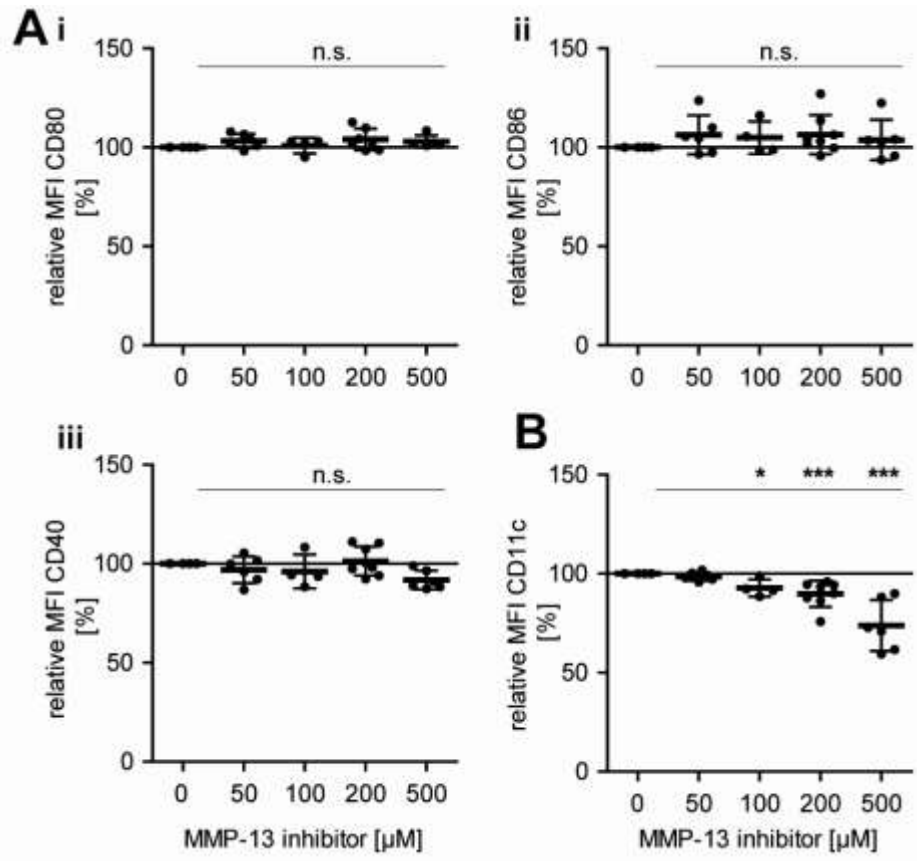 A i
150
100
50
0
relative MFI CD80
[%]
n.s.
0 50 100 200 500
ii
150
100
50
0
relative MFI CD86
[%]
n.s.
0 50 100 200 500
iii
150
100
50
0
relative MFI CD40
[%]
n.s.
0 50 100 200 500
MMP-13 inhibitor [µM]
B
150
100
50
0
relative MFI CD11c
[%]
* *** ***
0 50 100 200 500
MMP-13 inhibitor [µM]